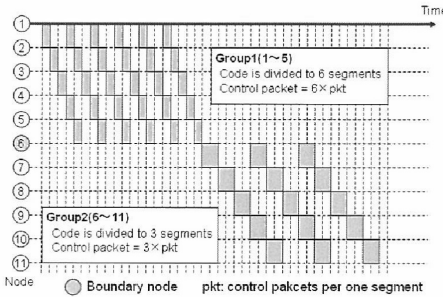 Time
①
②
③
④
⑤
⑥
⑦
⑧
⑨
⑩
⑪
Group1(1～5)
Code is divided to 6 segments
Control packet = 6×pkt
Group2(6～11)
Code is divided to 3 segments
Control packet = 3×pkt
Node
Boundary node
pkt: control pakcets per one segment